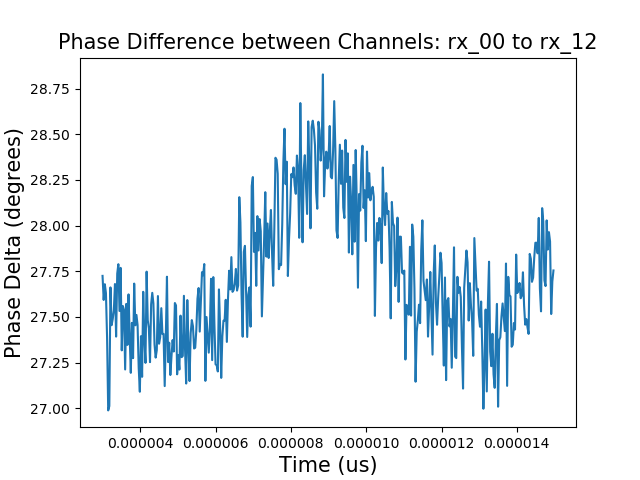 Phase Difference between Channels: rx_00 to rx_12
Phase Delta (degrees)
28.75
28.50
28.25
28.00
27.75
27.50
27.25
27.00
0.000004 0.000006 0.000008 0.000010 0.000012 0.000014
Time (us)